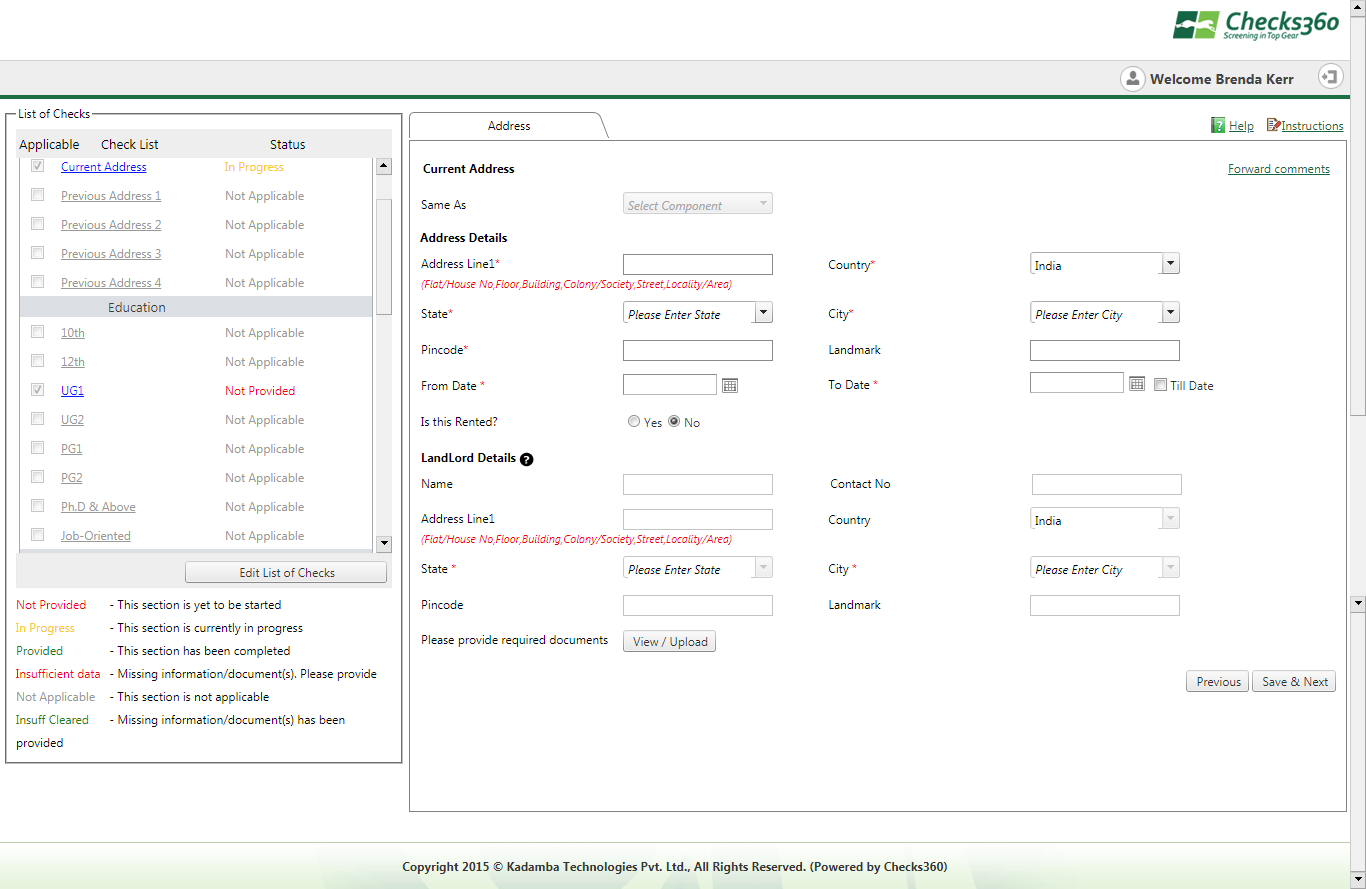 Checks360
Screening in Top Gear
Welcome Brenda Kerr
List of Checks
Applicable Check List Status
Current Address In Progress
Previous Address 1 Not Applicable
Previous Address 2 Not Applicable
Previous Address 3 Not Applicable
Previous Address 4 Not Applicable
Education
10th Not Applicable
12th Not Applicable
UG1 Not Provided
UG2 Not Applicable
PG1 Not Applicable
PG2 Not Applicable
Ph.D & Above Not Applicable
Job-Oriented Not Applicable
Edit List of Checks
Not Provided - This section is yet to be started
In Progress - This section is currently in progress
Provided - This section has been completed
Insufficient data - Missing information/document(s). Please provide
Not Applicable - This section is not applicable
Insuff Cleared - Missing information/document(s) has been
provided
Address
? Help Instructions
Current Address Forward comments
Same As Select Component
Address Details
Address Line1* Country* India
(Flat/House No,Floor,Building,Colony/Society,Street,Locality/Area)
State* Please Enter State City* Please Enter City
Pincode* Landmark
From Date * To Date * Till Date
Is this Rented? Yes No
LandLord Details ?
Name Contact No
Address Line1 Country India
(Flat/House No,Floor,Building,Colony/Society,Street,Locality/Area)
State * Please Enter State City * Please Enter City
Pincode Landmark
Please provide required documents View / Upload
Previous Save & Next
Copyright 2015 © Kadamba Technologies Pvt. Ltd., All Rights Reserved. (Powered by Checks360)